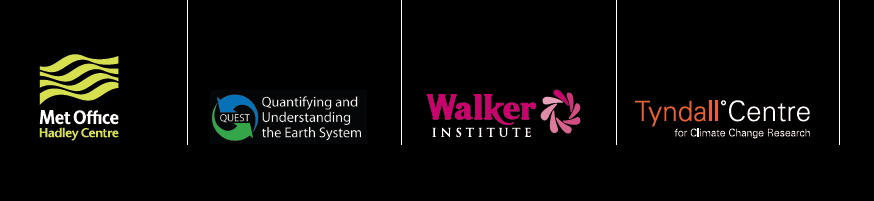 Met Office
Hadley Centre
QUEST
Quantifying and
Understanding
the Earth System
Walker
INSTITUTE
Tyndall°Centre
for Climate Change Research